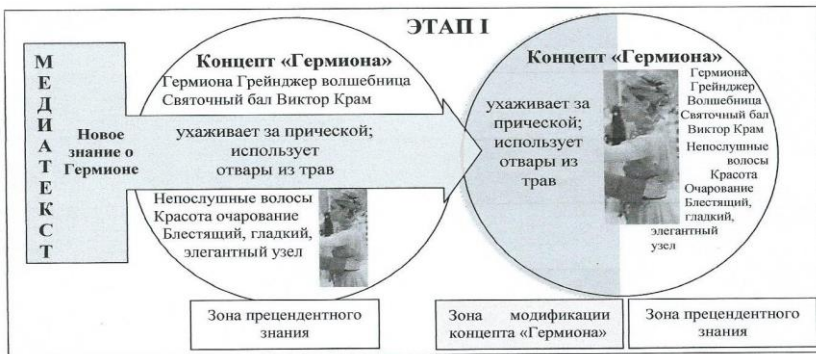 ЭТАП I
МЕДИАТЕКСТ
Новое
знание о
Гермионе
Концепт «Гермиона»
Гермиона Грейнджер волшебница
Святочный бал Виктор Крам
ухаживает за прической;
использует
отвары из трав
Непослушные волосы
Красота очарование
Блестящий, гладкий,
элегантный узел
Зона прецендентного
знания
Концепт «Гермиона»
ухаживает за
прической;
использует
отвары из
трав
Гермиона
Грейнджер
Волшебница
Святочный бал
Виктор Крам
Непослушные
волосы
Красота
Очарование
Блестящий,
гладкий,
элегантный
узел
Зона модификации
концепта «Гермиона»
Зона прецендентного
знания